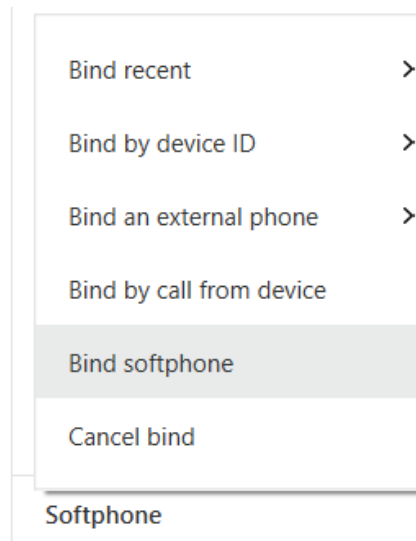 Bind recent
Bind by device ID
Bind an external phone
Bind by call from device
Bind softphone
Cancel bind
Softphone